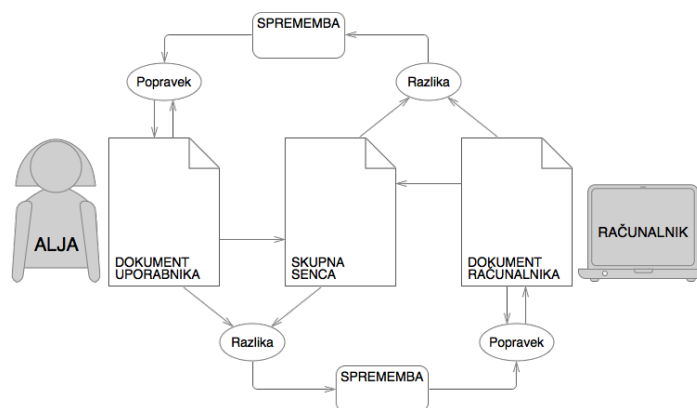 SPREMEMBA
Popravek
Razlika
ALJA
DOKUMENT
UPORABNIKA
SKUPNA
SENCA
DOKUMENT
RAČUNALNIKA
RAČUNALNIK
Razlika
Popravek
SPREMEMBA